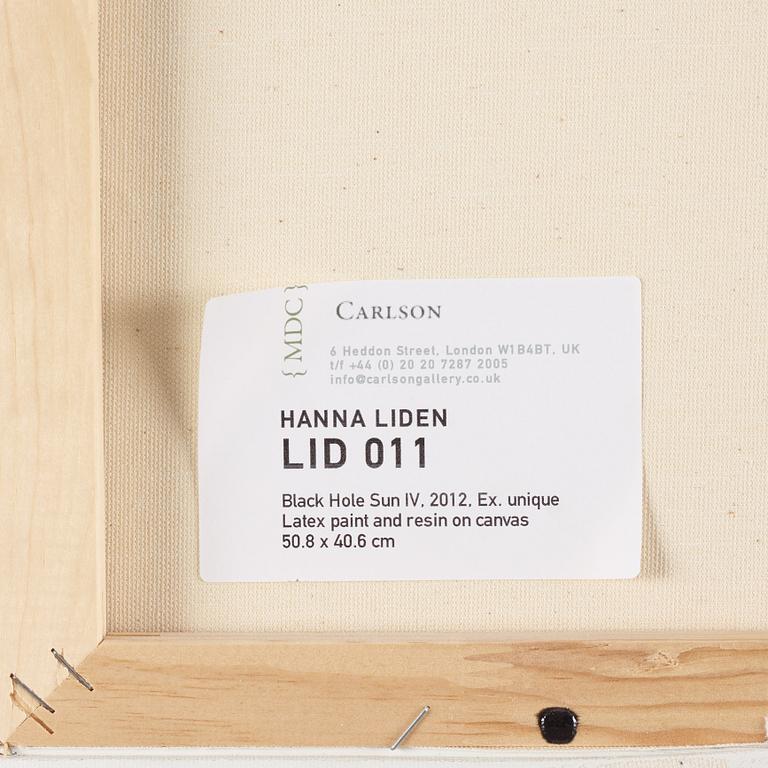 {MDC}
CARLSON
6 Heddon Street, London W1B4BT, UK
t/f +44 (0) 20 20 7287 2005
info@carlsongallery.co.uk
HANNA LIDEN
LID 011
Black Hole Sun IV, 2012, Ex. unique
Latex paint and resin on canvas
50.8 x 40.6 cm